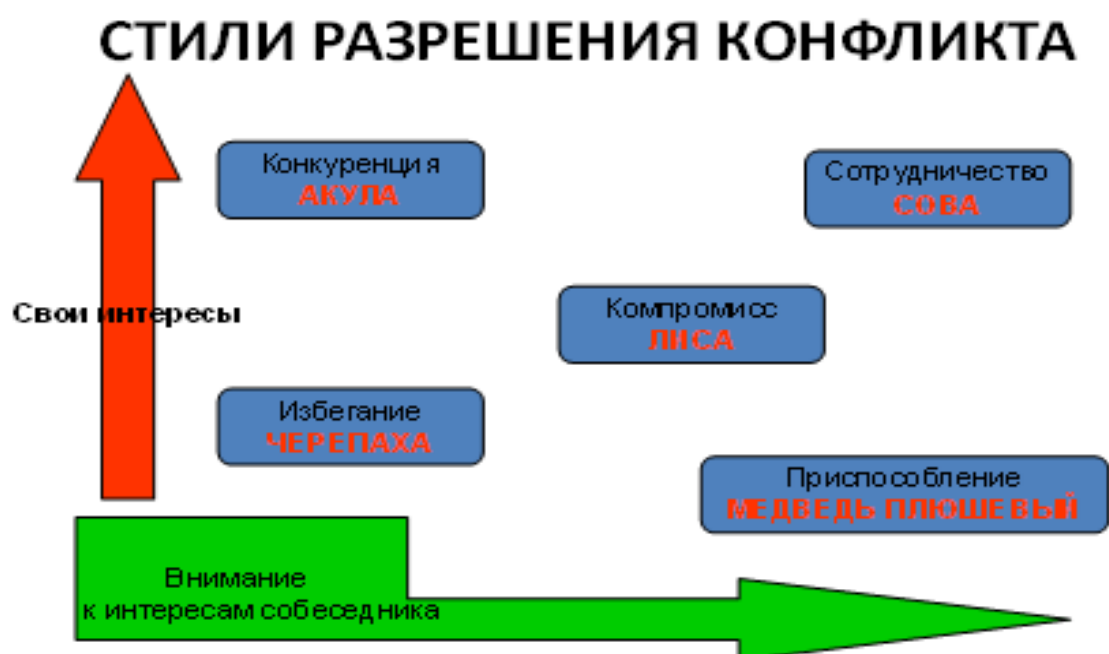 СТИЛИ РАЗРЕШЕНИЯ КОНФЛИКТА
Конкуренция
АКУЛА
Сотрудничество
СОВА
Свои интересы
Компромисс
ЛИСА
Избегание
ЧЕРЕПАХА
Приспособление
МЕДВЕДЬ ПЛЮШЕВЫЙ
Внимание
к интересам собеседника